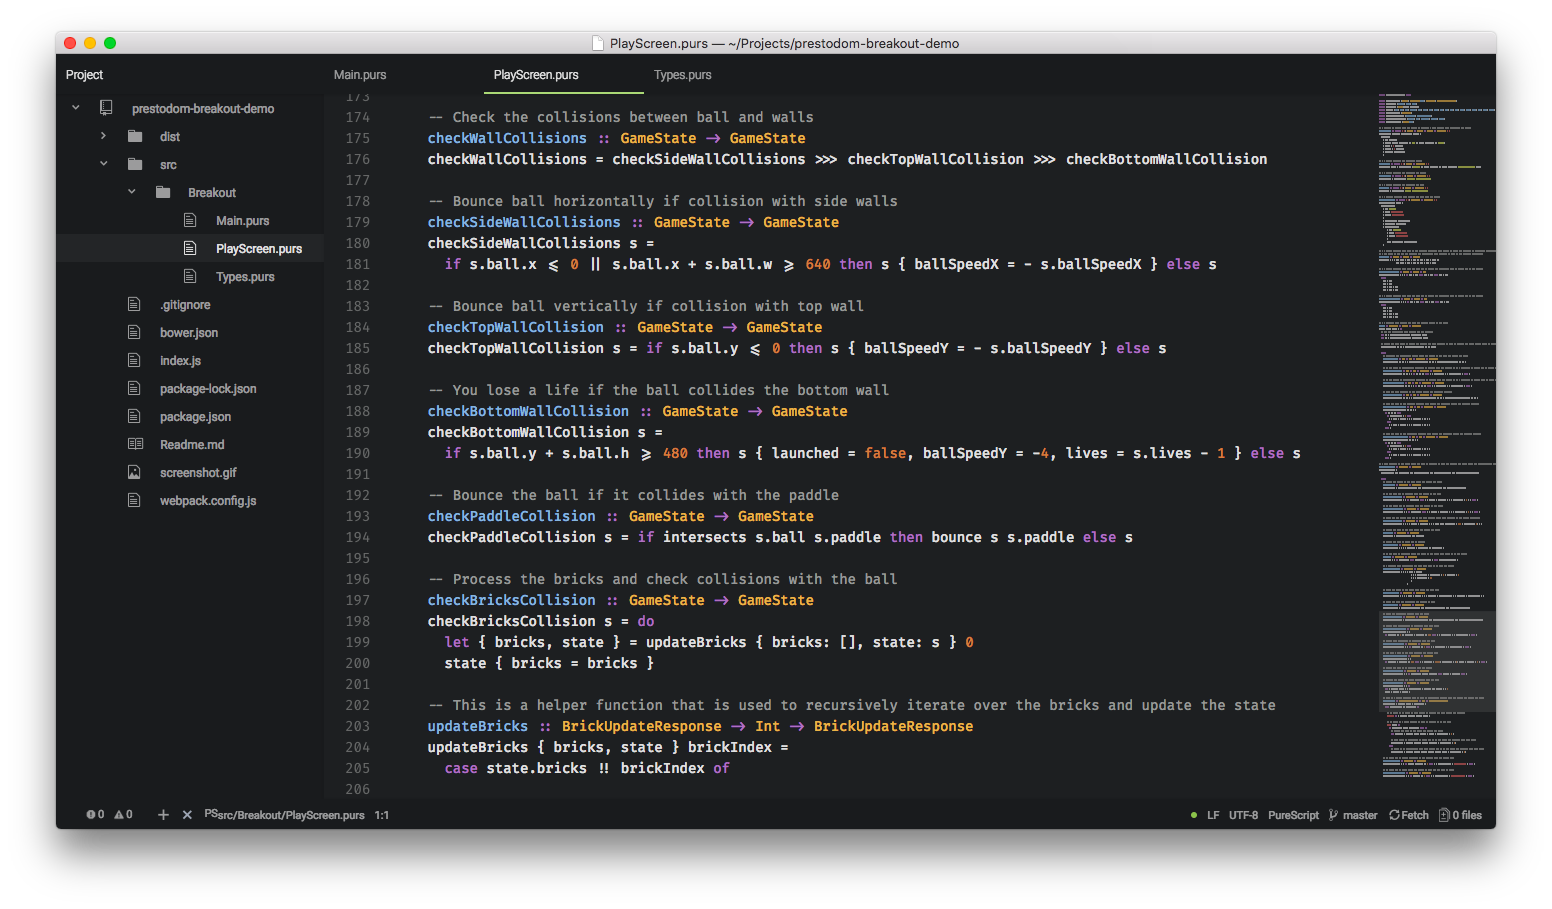 PlayScreen.purs — ~/Projects/prestodom-breakout-demo
Project
Main.purs
PlayScreen.purs
Types.purs
prestodom-breakout-demo
dist
src
Breakout
Main.purs
PlayScreen.purs
Types.purs
.gitignore
bower.json
index.js
package-lock.json
package.json
Readme.md
screenshot.gif
webpack.config.js
173
174 -- Check the collisions between ball and walls
175 checkWallCollisions :: GameState → GameState
176 checkWallCollisions = checkSideWallCollisions >>> checkTopWallCollision >>> checkBottomWallCollision
177
178 -- Bounce ball horizontally if collision with side walls
179 checkSideWallCollisions :: GameState → GameState
180 checkSideWallCollisions s =
181 if s.ball.x ⩽ 0 || s.ball.x + s.ball.w ⩾ 640 then s { ballSpeedX = - s.ballSpeedX } else s
182
183 -- Bounce ball vertically if collision with top wall
184 checkTopWallCollision :: GameState → GameState
185 checkTopWallCollision s = if s.ball.y ⩽ 0 then s { ballSpeedY = - s.ballSpeedY } else s
186
187 -- You lose a life if the ball collides the bottom wall
188 checkBottomWallCollision :: GameState → GameState
189 checkBottomWallCollision s =
190 if s.ball.y + s.ball.h ⩾ 480 then s { launched = false, ballSpeedY = -4, lives = s.lives - 1 } else s
191
192 -- Bounce the ball if it collides with the paddle
193 checkPaddleCollision :: GameState → GameState
194 checkPaddleCollision s = if intersects s.ball s.paddle then bounce s s.paddle else s
195
196 -- Process the bricks and check collisions with the ball
197 checkBricksCollision :: GameState → GameState
198 checkBricksCollision s = do
199 let { bricks, state } = updateBricks { bricks: [], state: s } 0
200 state { bricks = bricks }
201
202 -- This is a helper function that is used to recursively iterate over the bricks and update the state
203 updateBricks :: BrickUpdateResponse → Int → BrickUpdateResponse
204 updateBricks { bricks, state } brickIndex =
205 case state.bricks !! brickIndex of
206
0 0 + × PS src/Breakout/PlayScreen.purs 1:1
LF UTF-8 PureScript master Fetch 0 files